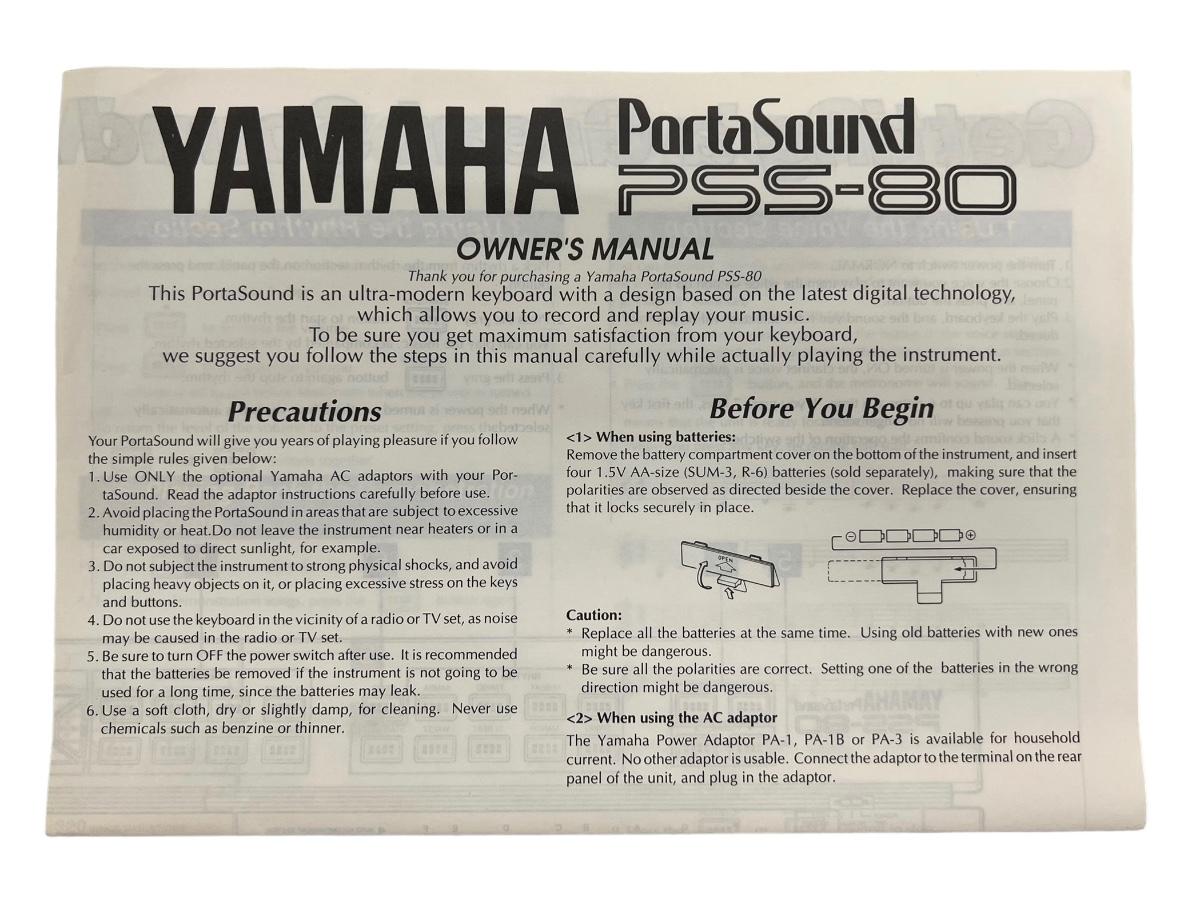 YAMAHA PortaSound
PSS-80
OWNER'S MANUAL
Thank you for purchasing a Yamaha PortaSound PSS-80
This PortaSound is an ultra-modern keyboard with a design based on the latest digital technology,
which allows you to record and replay your music.
To be sure you get maximum satisfaction from your keyboard,
we suggest you follow the steps in this manual carefully while actually playing the instrument.
Precautions
Your PortaSound will give you years of playing pleasure if you follow
the simple rules given below:
1. Use ONLY the optional Yamaha AC adaptors with your Por-
taSound. Read the adaptor instructions carefully before use.
2. Avoid placing the PortaSound in areas that are subject to excessive
humidity or heat.Do not leave the instrument near heaters or in a
car exposed to direct sunlight, for example.
3. Do not subject the instrument to strong physical shocks, and avoid
placing heavy objects on it, or placing excessive stress on the keys
and buttons.
4. Do not use the keyboard in the vicinity of a radio or TV set, as noise
may be caused in the radio or TV set.
5. Be sure to turn OFF the power switch after use. It is recommended
that the batteries be removed if the instrument is not going to be
used for a long time, since the batteries may leak.
6. Use a soft cloth, dry or slightly damp, for cleaning. Never use
chemicals such as benzine or thinner.
Before You Begin
<1> When using batteries:
Remove the battery compartment cover on the bottom of the instrument, and insert
four 1.5V AA-size (SUM-3, R-6) batteries (sold separately), making sure that the
polarities are observed as directed beside the cover. Replace the cover, ensuring
that it locks securely in place.
OPEN
Caution:
* Replace all the batteries at the same time. Using old batteries with new ones
might be dangerous.
* Be sure all the polarities are correct. Setting one of the batteries in the wrong
direction might be dangerous.
<2> When using the AC adaptor
The Yamaha Power Adaptor PA-1, PA-1B or PA-3 is available for household
current. No other adaptor is usable. Connect the adaptor to the terminal on the rear
panel of the unit, and plug in the adaptor.